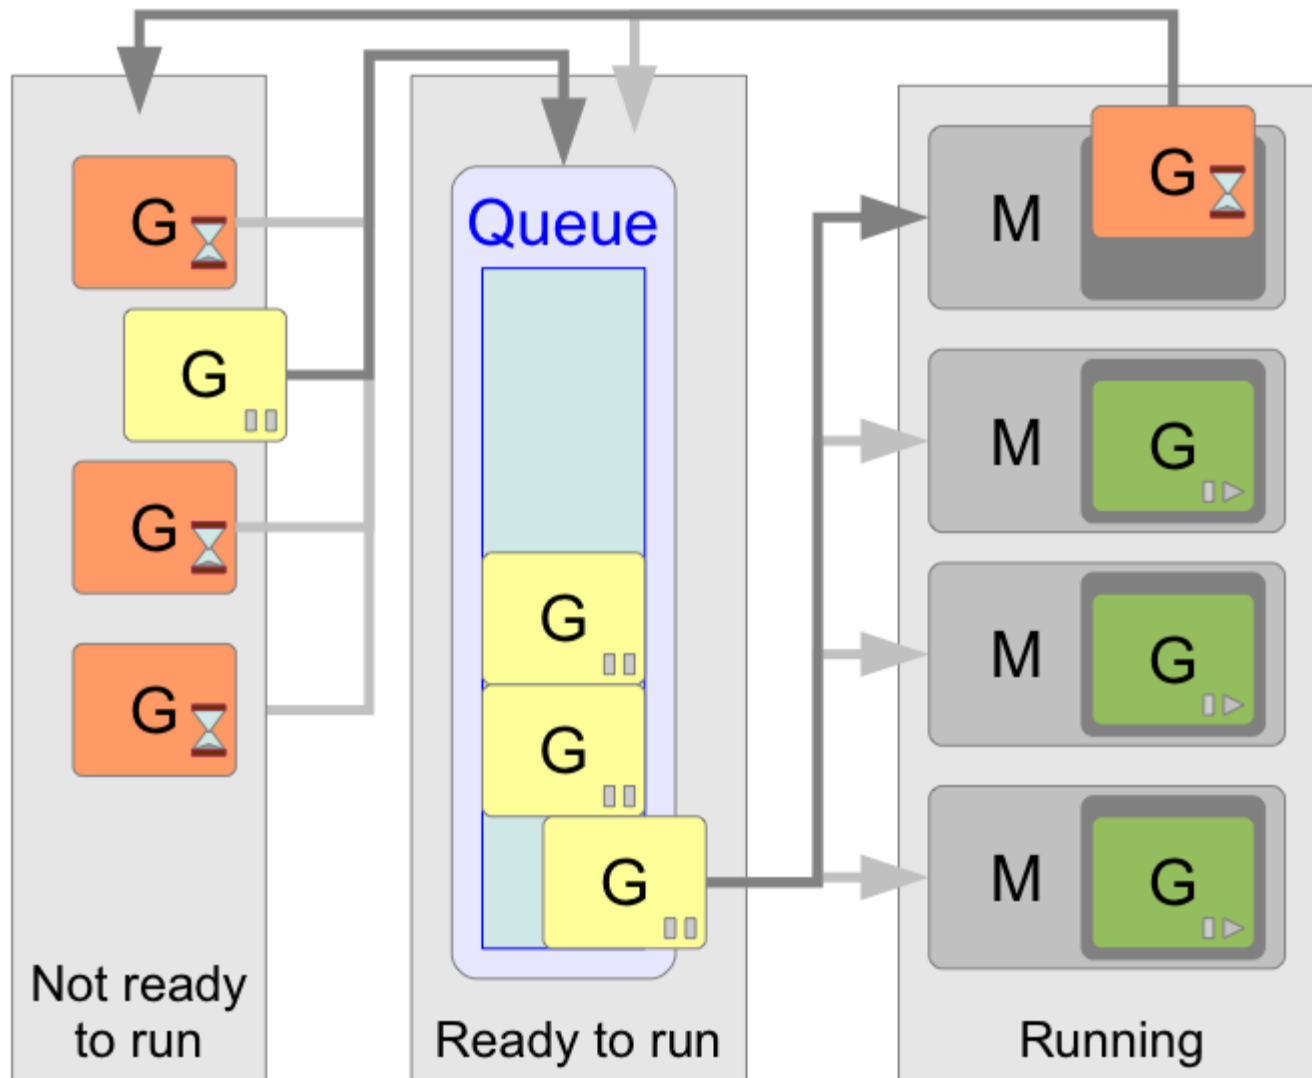 G
G
G
G
Not ready
to run
Queue
G
G
G
Ready to run
M G
M G
M G
M G
Running